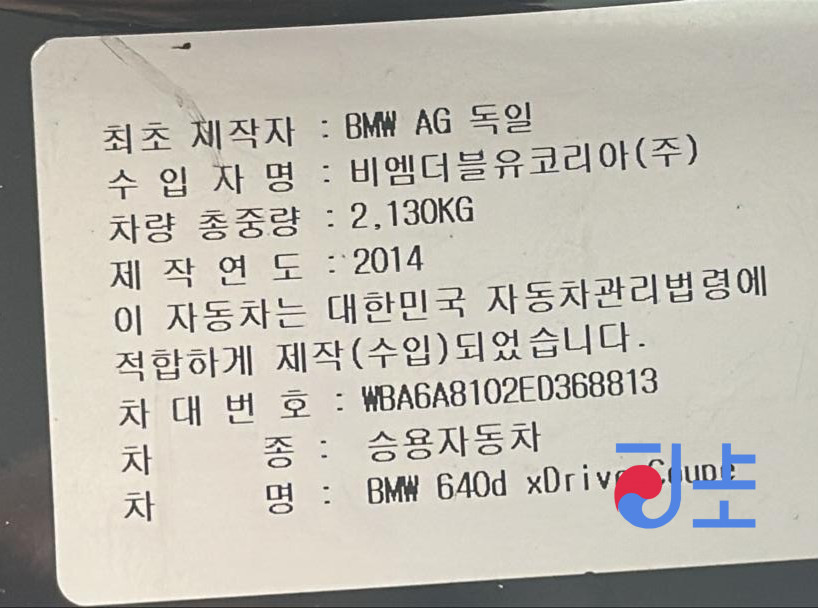 최초 제작자 : BMW AG 독일
수 입 자 명 : 비엠더블유코리아(주)
차량 총중량 : 2,130KG
제 작 연 도 : 2014
이 자동차는 대한민국 자동차관리법령에
적합하게 제작(수입)되었습니다.
차 대 번 호 : WBA6A8102ED368813
차 종 : 승용자동차
차 명 : BMW 640d xDrive Coupe